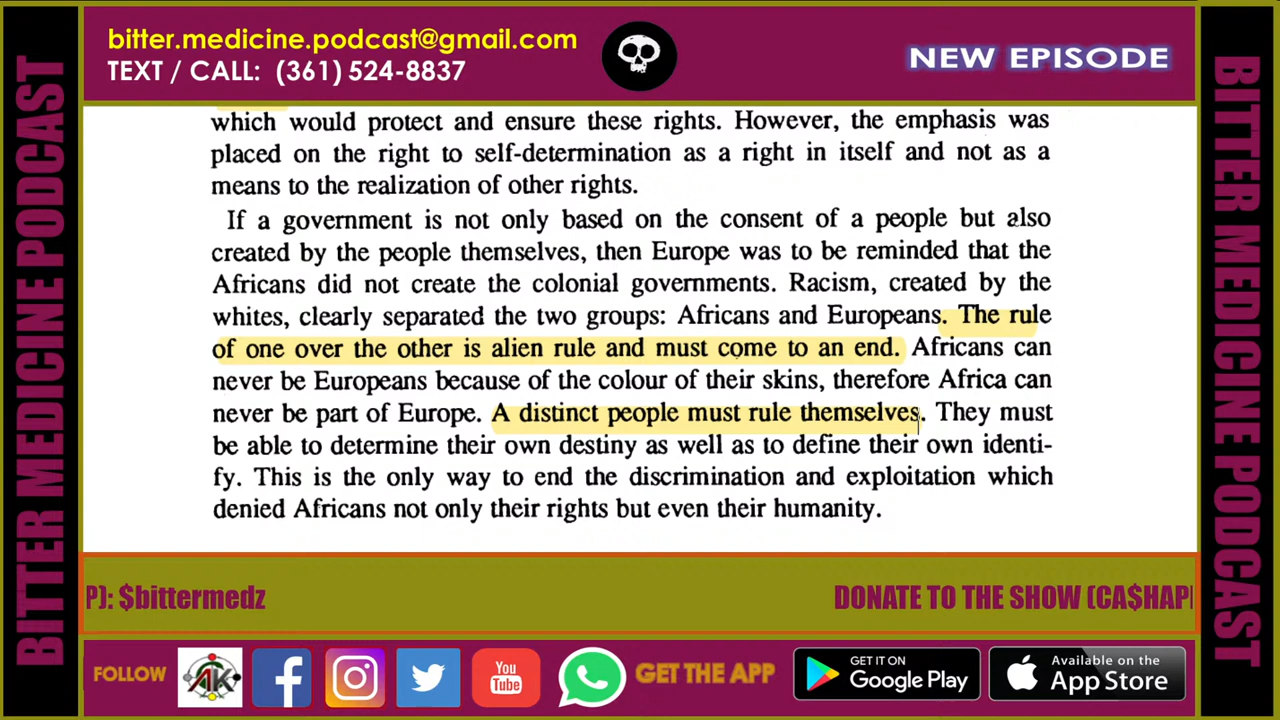 bitter.medicine.podcast@gmail.com
TEXT / CALL: (361) 524-8837
NEW EPISODE
BITTER MEDICINE PODCAST
which would protect and ensure these rights. However, the emphasis was
placed on the right to self-determination as a right in itself and not as a
means to the realization of other rights.
If a government is not only based on the consent of a people but also
created by the people themselves, then Europe was to be reminded that the
Africans did not create the colonial governments. Racism, created by the
whites, clearly separated the two groups: Africans and Europeans. The rule
of one over the other is alien rule and must come to an end. Africans can
never be Europeans because of the colour of their skins, therefore Africa can
never be part of Europe. A distinct people must rule themselves. They must
be able to determine their own destiny as well as to define their own identi-
fy. This is the only way to end the discrimination and exploitation which
denied Africans not only their rights but even their humanity.
BITTER MEDICINE PODCAST
P): $bittermedz
DONATE TO THE SHOW (CA$HAP
FOLLOW
You
Tube
GET THE APP
GET IT ON
Google Play
Available on the
App Store